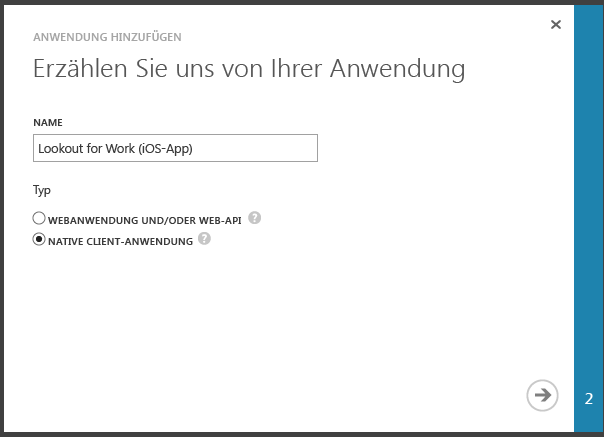 ANWENDUNG HINZUFÜGEN
Erzählen Sie uns von Ihrer Anwendung
NAME
Lookout for Work (iOS-App)
Typ
WEBANWENDUNG UND/ODER WEB-API ?
NATIVE CLIENT-ANWENDUNG ?
2